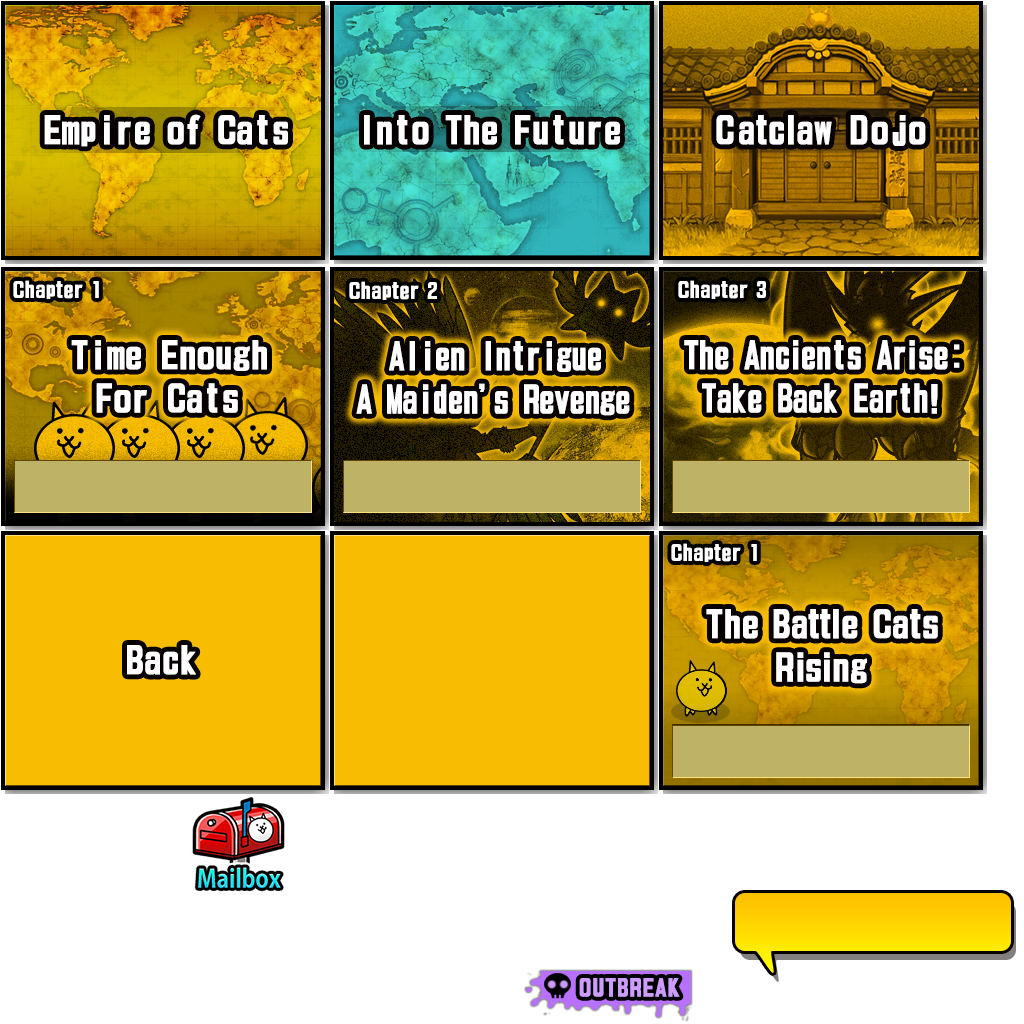 Empire of Cats
Into The Future
Catclaw Dojo
Chapter 1
Time Enough
For Cats
Chapter 2
Alien Intrigue
A Maiden's Revenge
Chapter 3
The Ancients Arise:
Take Back Earth!
Back
Chapter 1
The Battle Cats
Rising
Mailbox
OUTBREAK